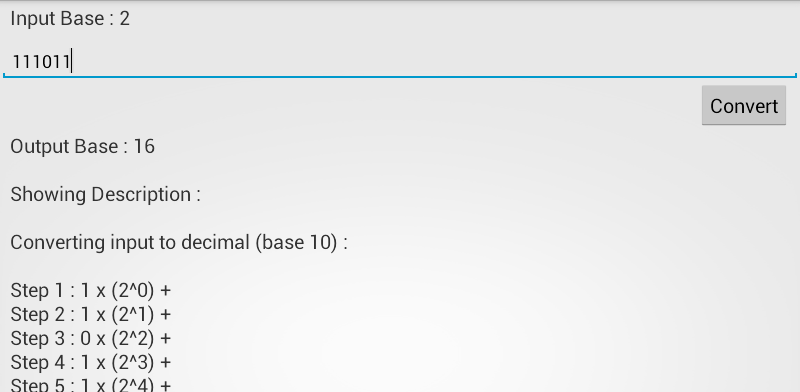 Input Base : 2
111011
Convert
Output Base : 16
Showing Description :
Converting input to decimal (base 10) :
Step 1 : 1 x (2^0) +
Step 2 : 1 x (2^1) +
Step 3 : 0 x (2^2) +
Step 4 : 1 x (2^3) +
Step 5 : 1 x (2^4) +